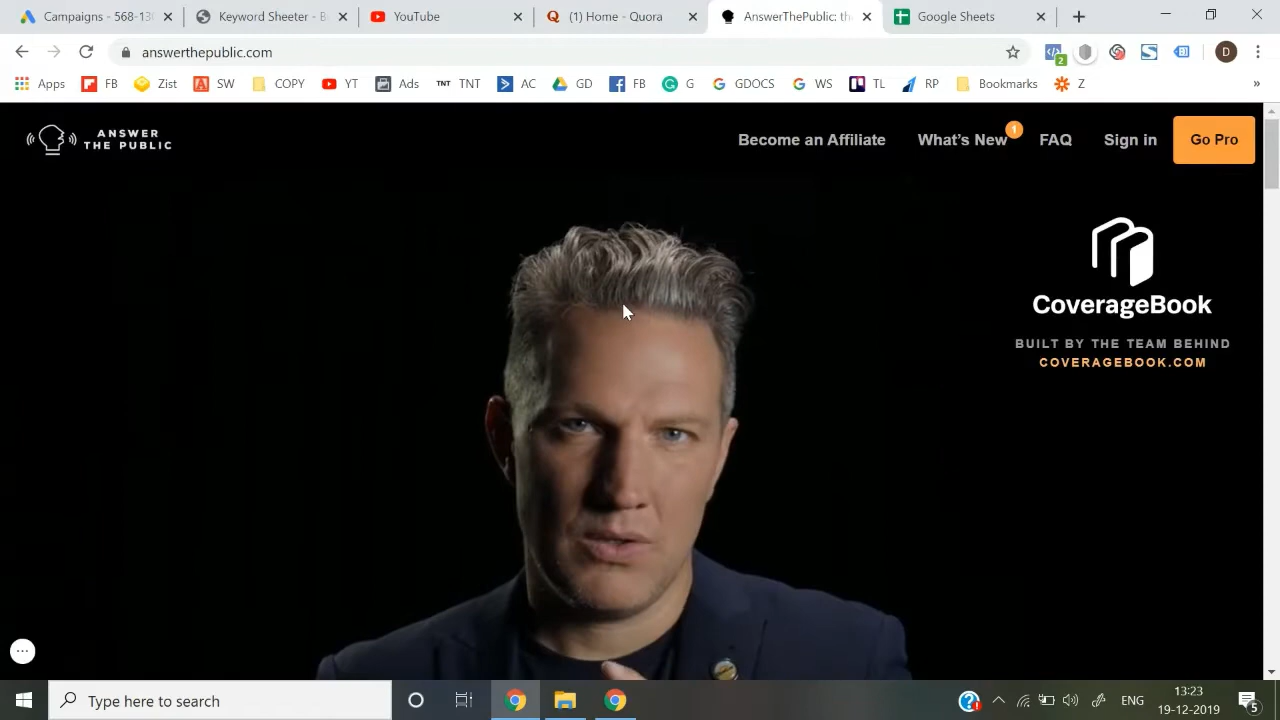 Campaigns - 568-13
Keyword Sheeter - B
YouTube
(1) Home - Quora
AnswerThePublic: th
Google Sheets
answerthepublic.com
2
D
Apps
FB
Zist
SW
COPY
YT
Ads
TNT TNT
AC
GD
FB
G
GDOCS
WS
TL
RP
Bookmarks
Z
»
ANSWER
THE PUBLIC
Become an Affiliate
What's New
1
FAQ
Sign in
Go Pro
CoverageBook
BUILT BY THE TEAM BEHIND
COVERAGEBOOK.COM
Type here to search
ENG
13:23
19-12-2019
5